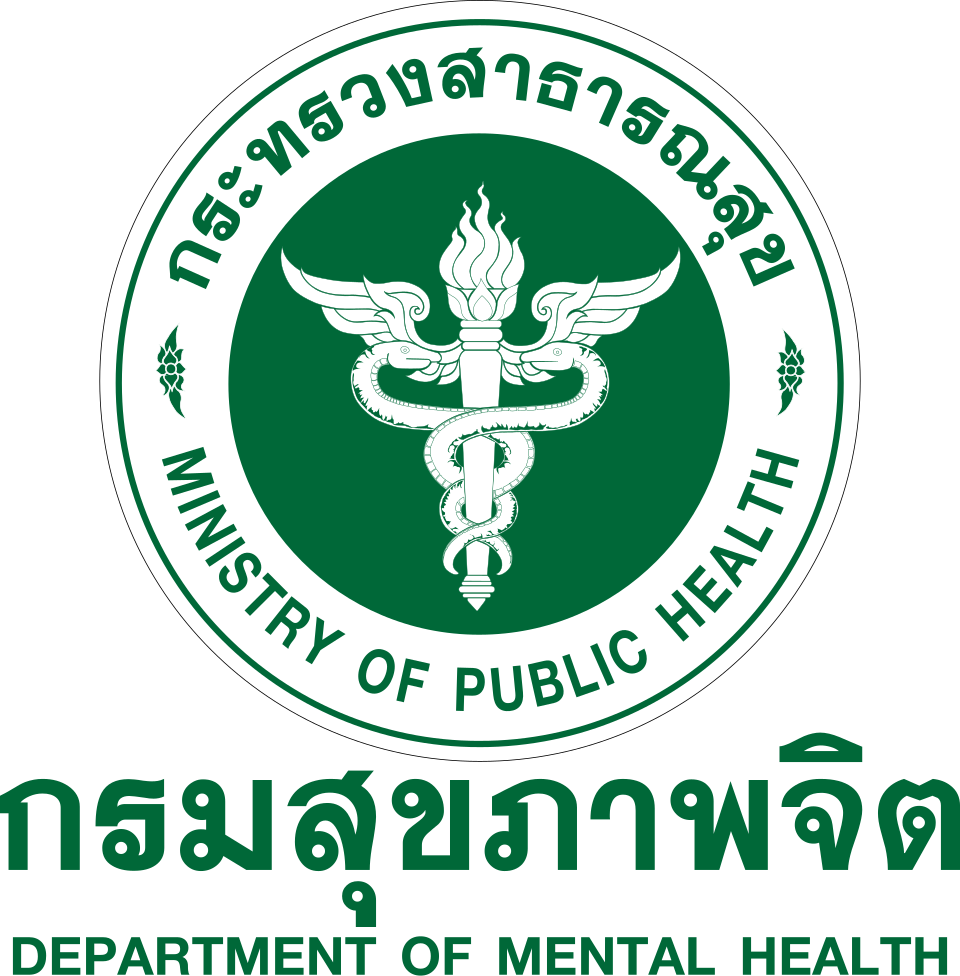 กระทรวงสาธารณสุข
MINISTRY OF PUBLIC HEALTH
กรมสุขภาพจิต
DEPARTMENT OF MENTAL HEALTH